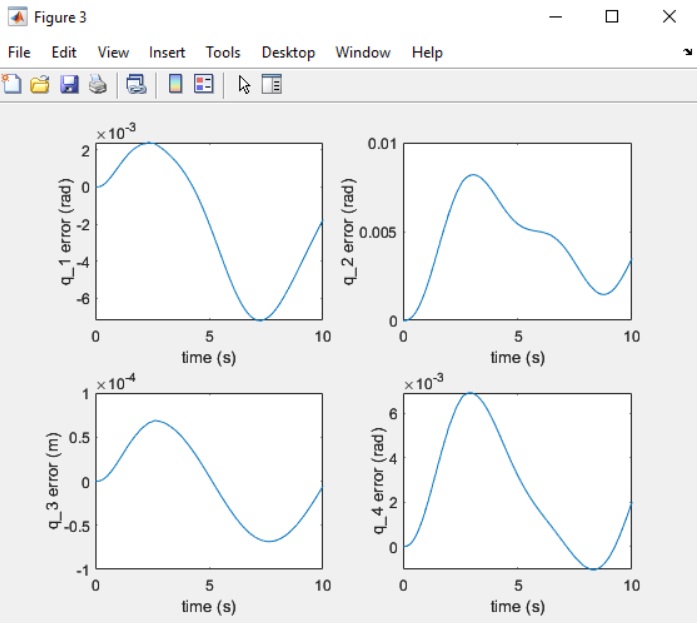 Figure 3
File Edit View Insert Tools Desktop Window Help
×10-3
2
0
-2
-4
-6
0 5 10
q_1 error (rad)
time (s)
0.01
0.005
0
0 5 10
q_2 error (rad)
time (s)
×10-4
1
0.5
0
-0.5
-1
0 5 10
q_3 error (m)
time (s)
×10-3
6
4
2
0
0 5 10
q_4 error (rad)
time (s)